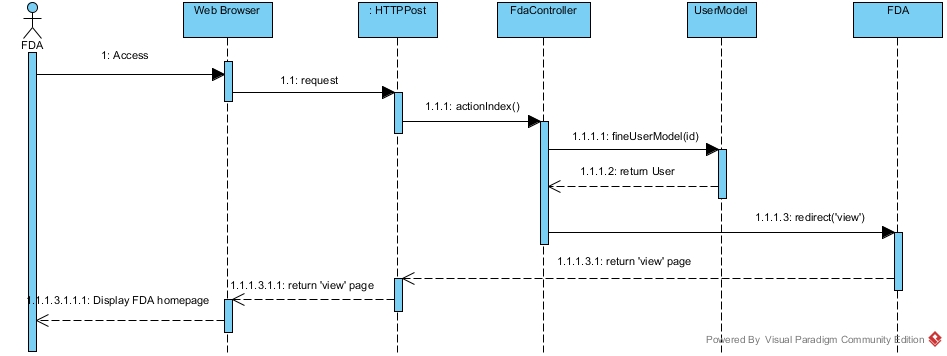 Web Browser
: HTTPPost
FdaController
UserModel
FDA
FDA
1: Access
1.1: request
1.1.1: actionIndex()
1.1.1.1: fineUserModel(id)
1.1.1.2: return User
1.1.1.3: redirect('view')
1.1.1.3.1: return 'view' page
1.1.1.3.1.1: return 'view' page
1.1.1.3.1.1.1: Display FDA homepage
Powered By Visual Paradigm Community Edition